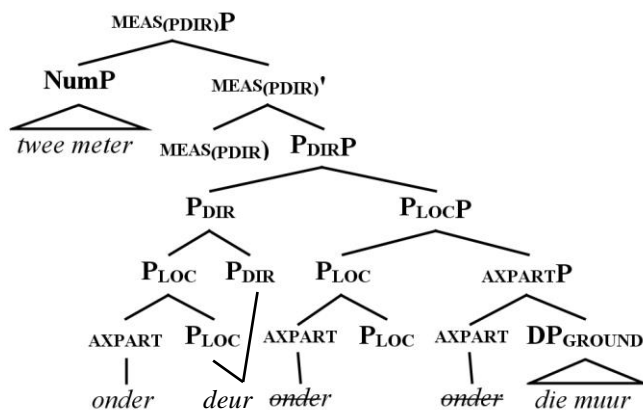 MEAS(PDIR)P
NumP MEAS(PDIR)'
twee meter MEAS(PDIR) PDIRP
PDIR PLOCP
PLOC PDIR PLOC AXPARTP
AXPART PLOC AXPART PLOC AXPART DPGROUND
onder deur onder onder die muur